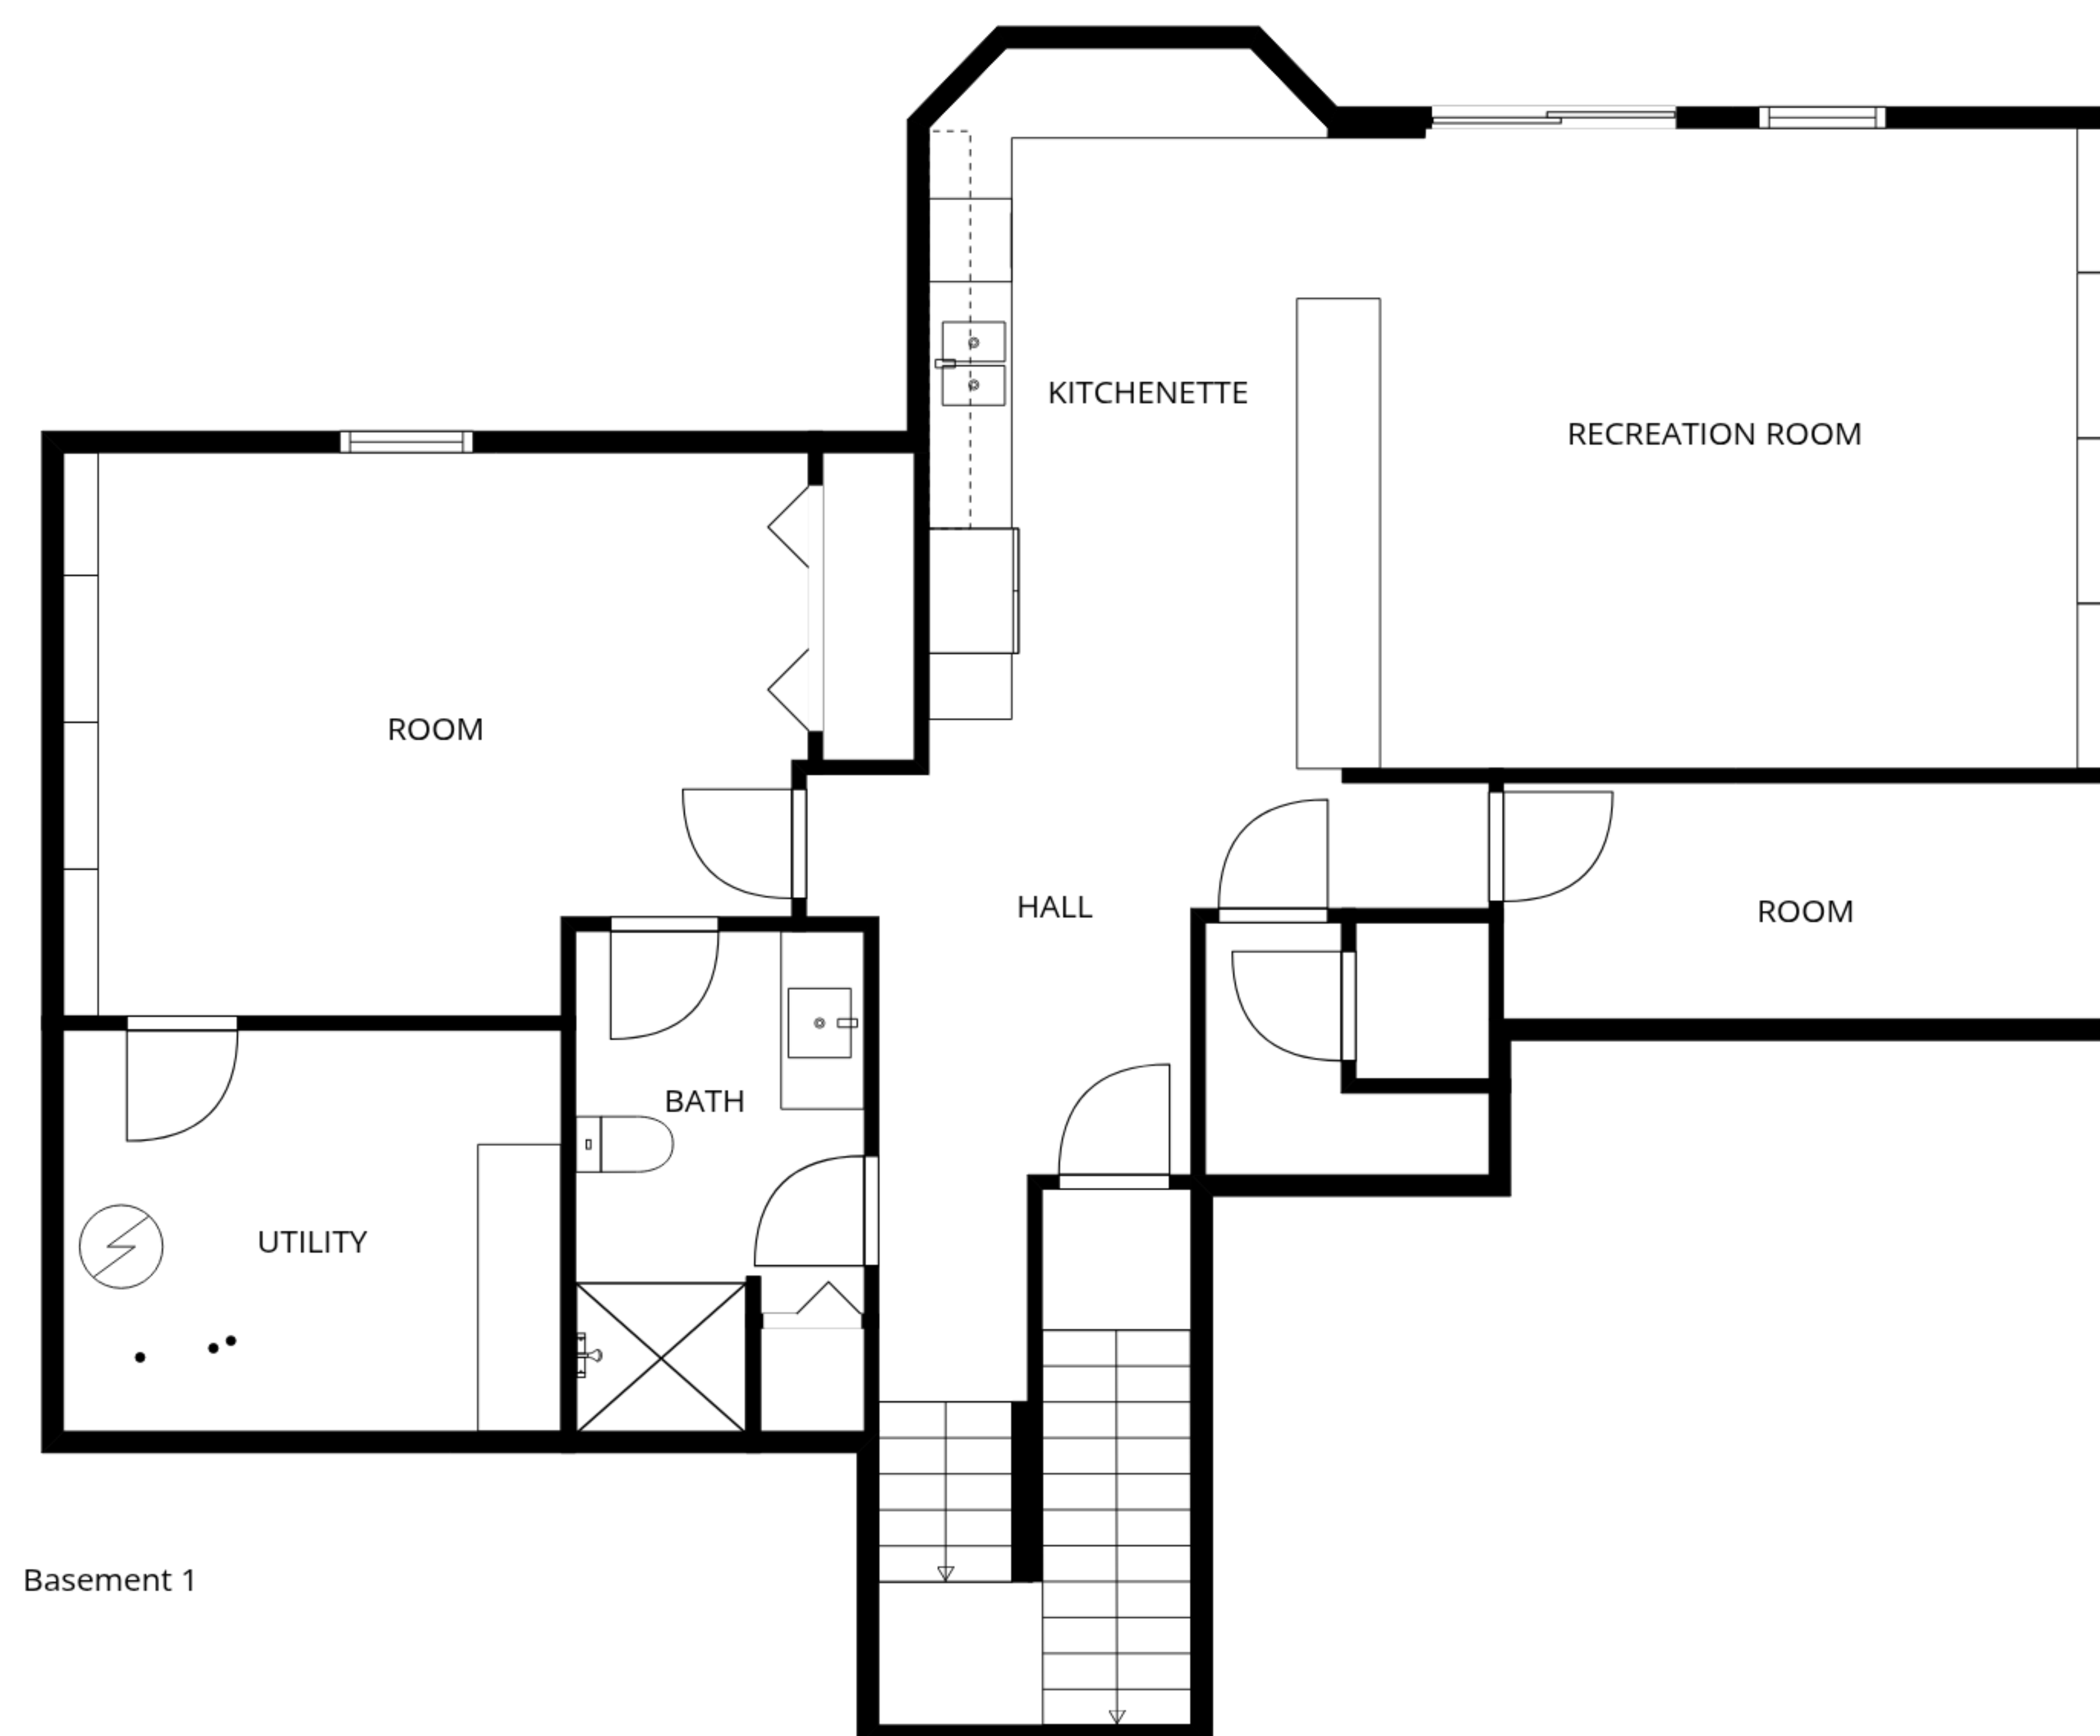 KITCHENETTE
RECREATION ROOM
ROOM
HALL
ROOM
BATH
UTILITY
Basement 1